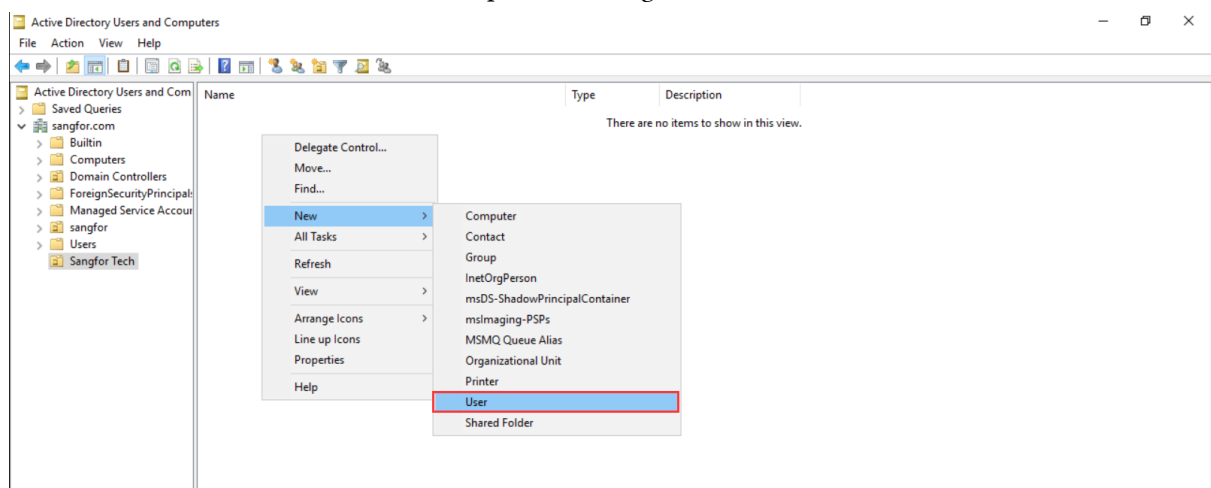 Active Directory Users and Computers
File Action View Help
Active Directory Users and Com
Name Type Description
Saved Queries
There are no items to show in this view.
sangfor.com
Builtin
Computers
Domain Controllers
ForeignSecurityPrincipals
Managed Service Accour
sangfor
Users
Sangfor Tech
Delegate Control...
Move...
Find...
New
All Tasks
Refresh
View
Arrange Icons
Line up Icons
Properties
Help
Computer
Contact
Group
InetOrgPerson
msDS-ShadowPrincipalContainer
msImaging-PSPs
MSMQ Queue Alias
Organizational Unit
Printer
User
Shared Folder